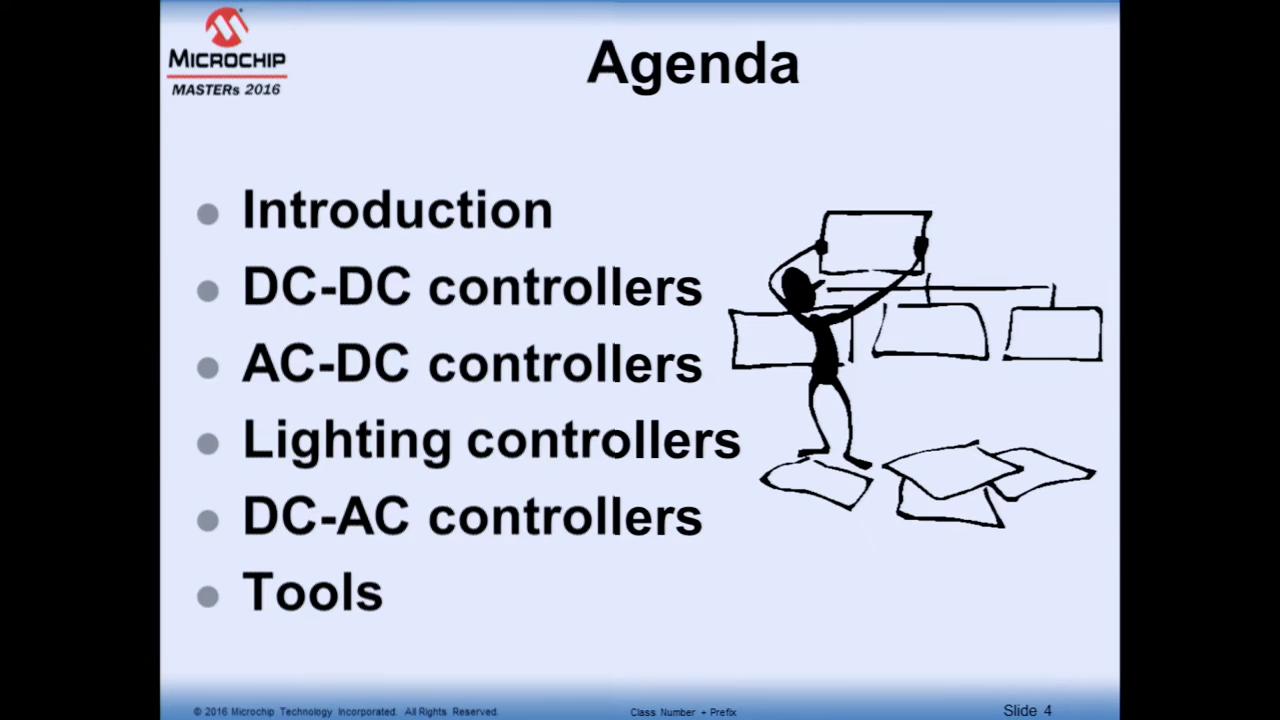 MICROCHIP
MASTERs 2016
Agenda
Introduction
DC-DC controllers
AC-DC controllers
Lighting controllers
DC-AC controllers
Tools
© 2016 Microchip Technology Incorporated. All Rights Reserved.
Class Number + Prefix
Slide 4